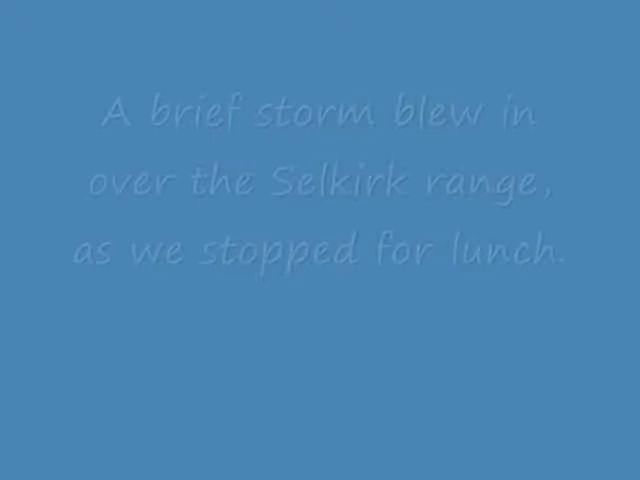 A brief storm blew in
over the Selkirk range,
as we stopped for lunch.